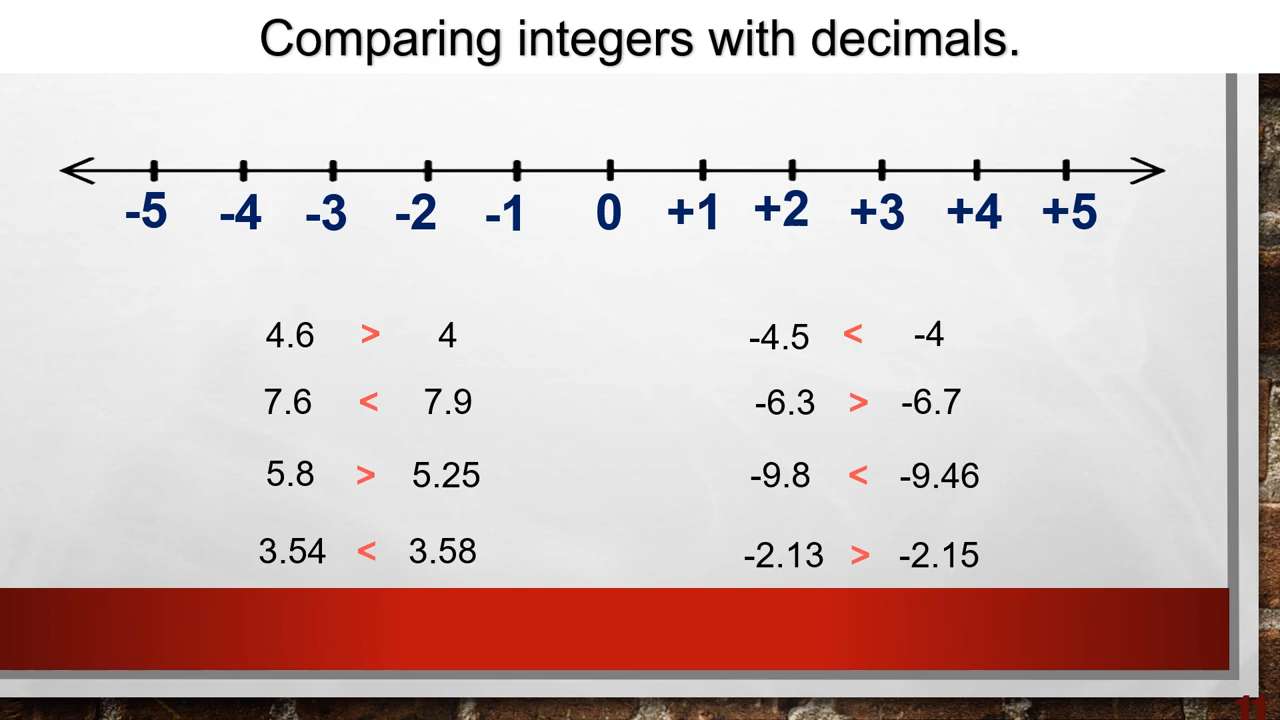 Comparing integers with decimals.
-5 -4 -3 -2 -1 0 +1 +2 +3 +4 +5
4.6 > 4
7.6 < 7.9
5.8 > 5.25
3.54 < 3.58
-4.5 < -4
-6.3 > -6.7
-9.8 < -9.46
-2.13 > -2.15
11